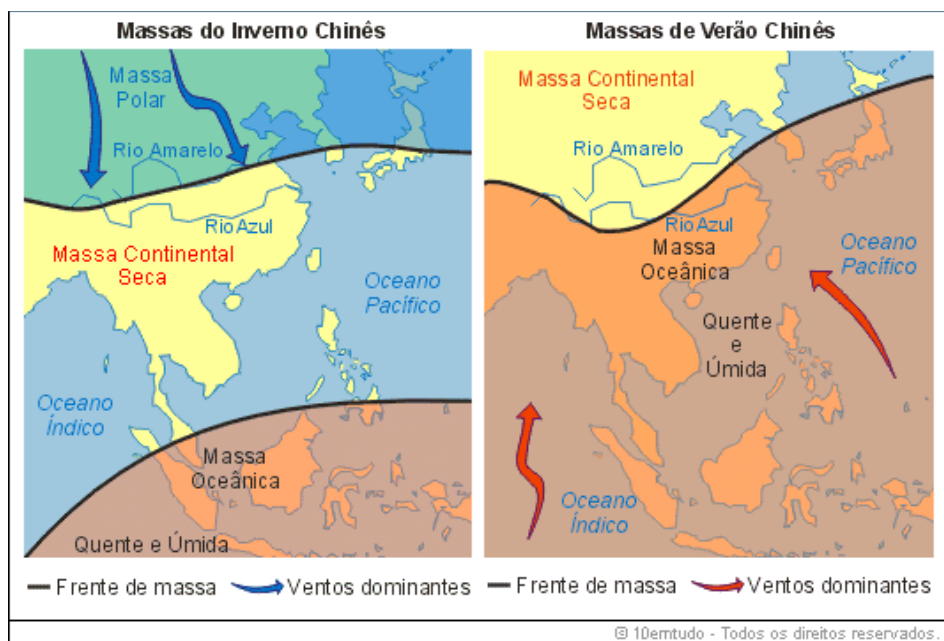 Massas do Inverno Chinês
Massa
Polar
Rio Amarelo
Rio Azul
Massa Continental
Seca
Oceano
Pacífico
Oceano
Índico
Massa
Oceânica
Quente e Úmida
Frente de massa
Ventos dominantes
Massas de Verão Chinês
Massa Continental
Seca
Rio Amarelo
Rio Azul
Massa
Oceânica
Oceano
Pacífico
Quente
e
Úmida
Oceano
Índico
Frente de massa
Ventos dominantes
© 10emtudo - Todos os direitos reservados.